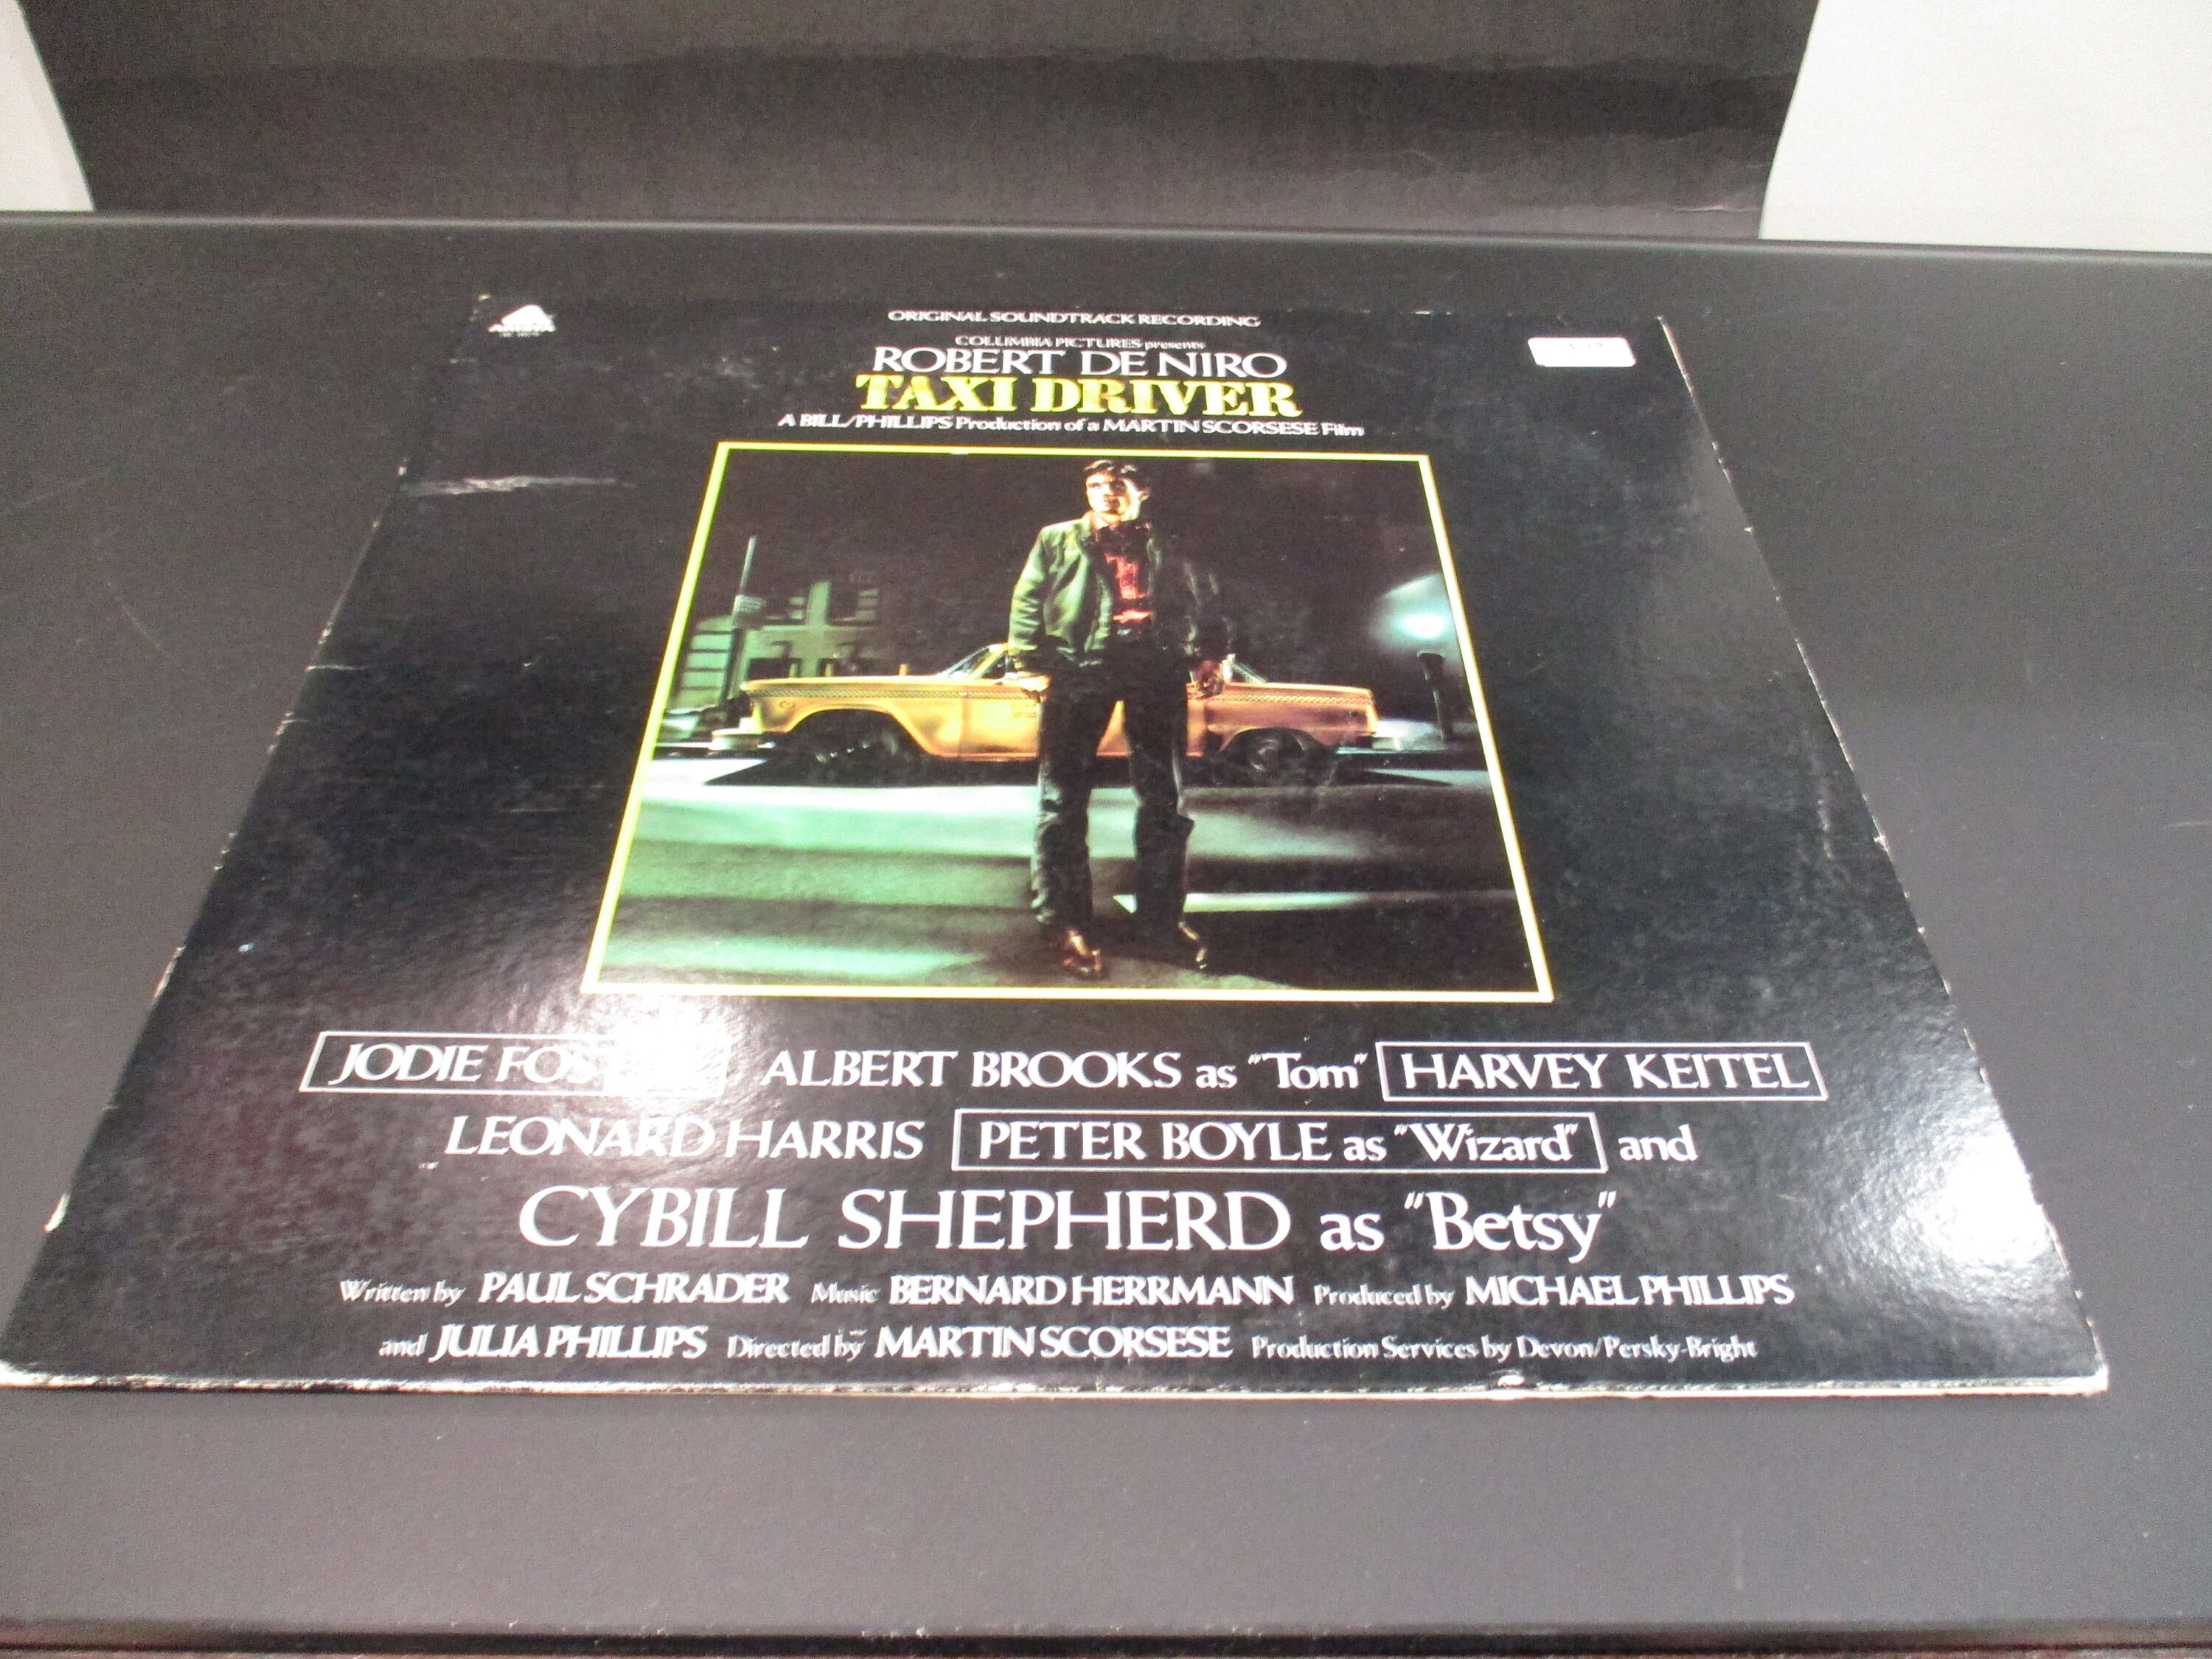 ARISTA
ORIGINAL SOUNDTRACK RECORDING
COLUMBIA PICTURES presents
ROBERT DE NIRO
TAXI DRIVER
A BILL/PHILLIPS Production of a MARTIN SCORSESE Film
JODIE FOS
ALBERT BROOKS as "Tom" HARVEY KEITEL
LEONARD HARRIS PETER BOYLE as "Wizard" and
CYBILL SHEPHERD as "Betsy"
Written by PAUL SCHRADER Music BERNARD HERRMANN Produced by MICHAEL PHILLIPS
and JULIA PHILLIPS Directed by MARTIN SCORSESE Production Services by Devon/Persky-Bright